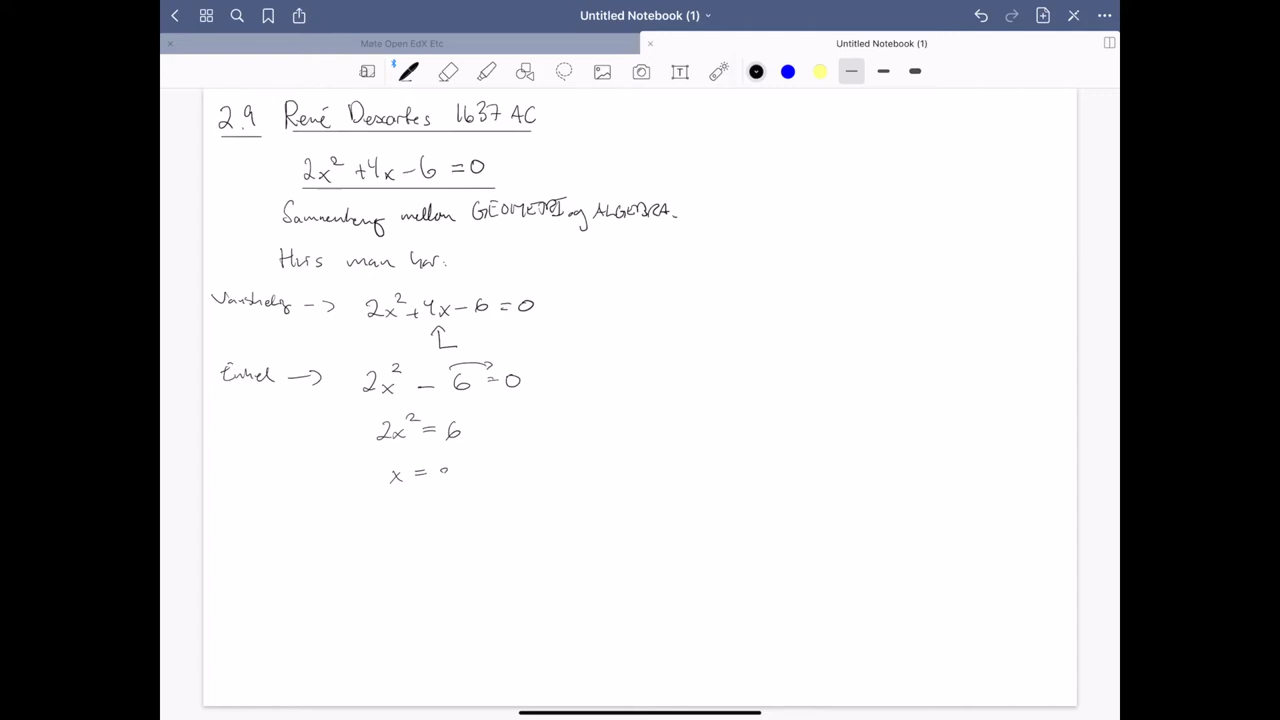 Untitled Notebook (1)
Mate Open EdX Etc
Untitled Notebook (1)
2.9 René Descartes 1637 AC
2x² + 4x - 6 = 0
Sammenheng mellom GEOMETRI og ALGEBRA.
Hvis man har:
Vanskelig → 2x² + 4x - 6 = 0
Enkel → 2x² - 6 = 0
2x² = 6
x =